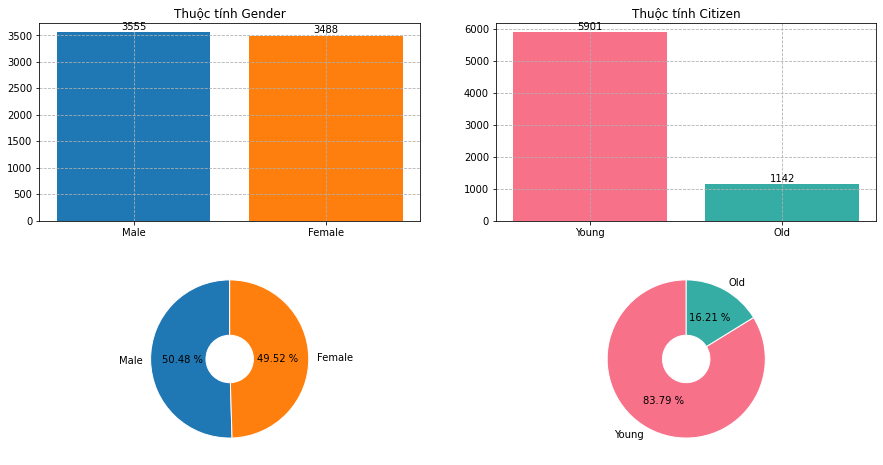 Thuộc tính Gender
3555
3488
3500
3000
2500
2000
1500
1000
500
0
Male
Female
Thuộc tính Citizen
5901
1142
6000
5000
4000
3000
2000
1000
0
Young
Old
Male
50.48 %
49.52 %
Female
Old
16.21 %
83.79 %
Young